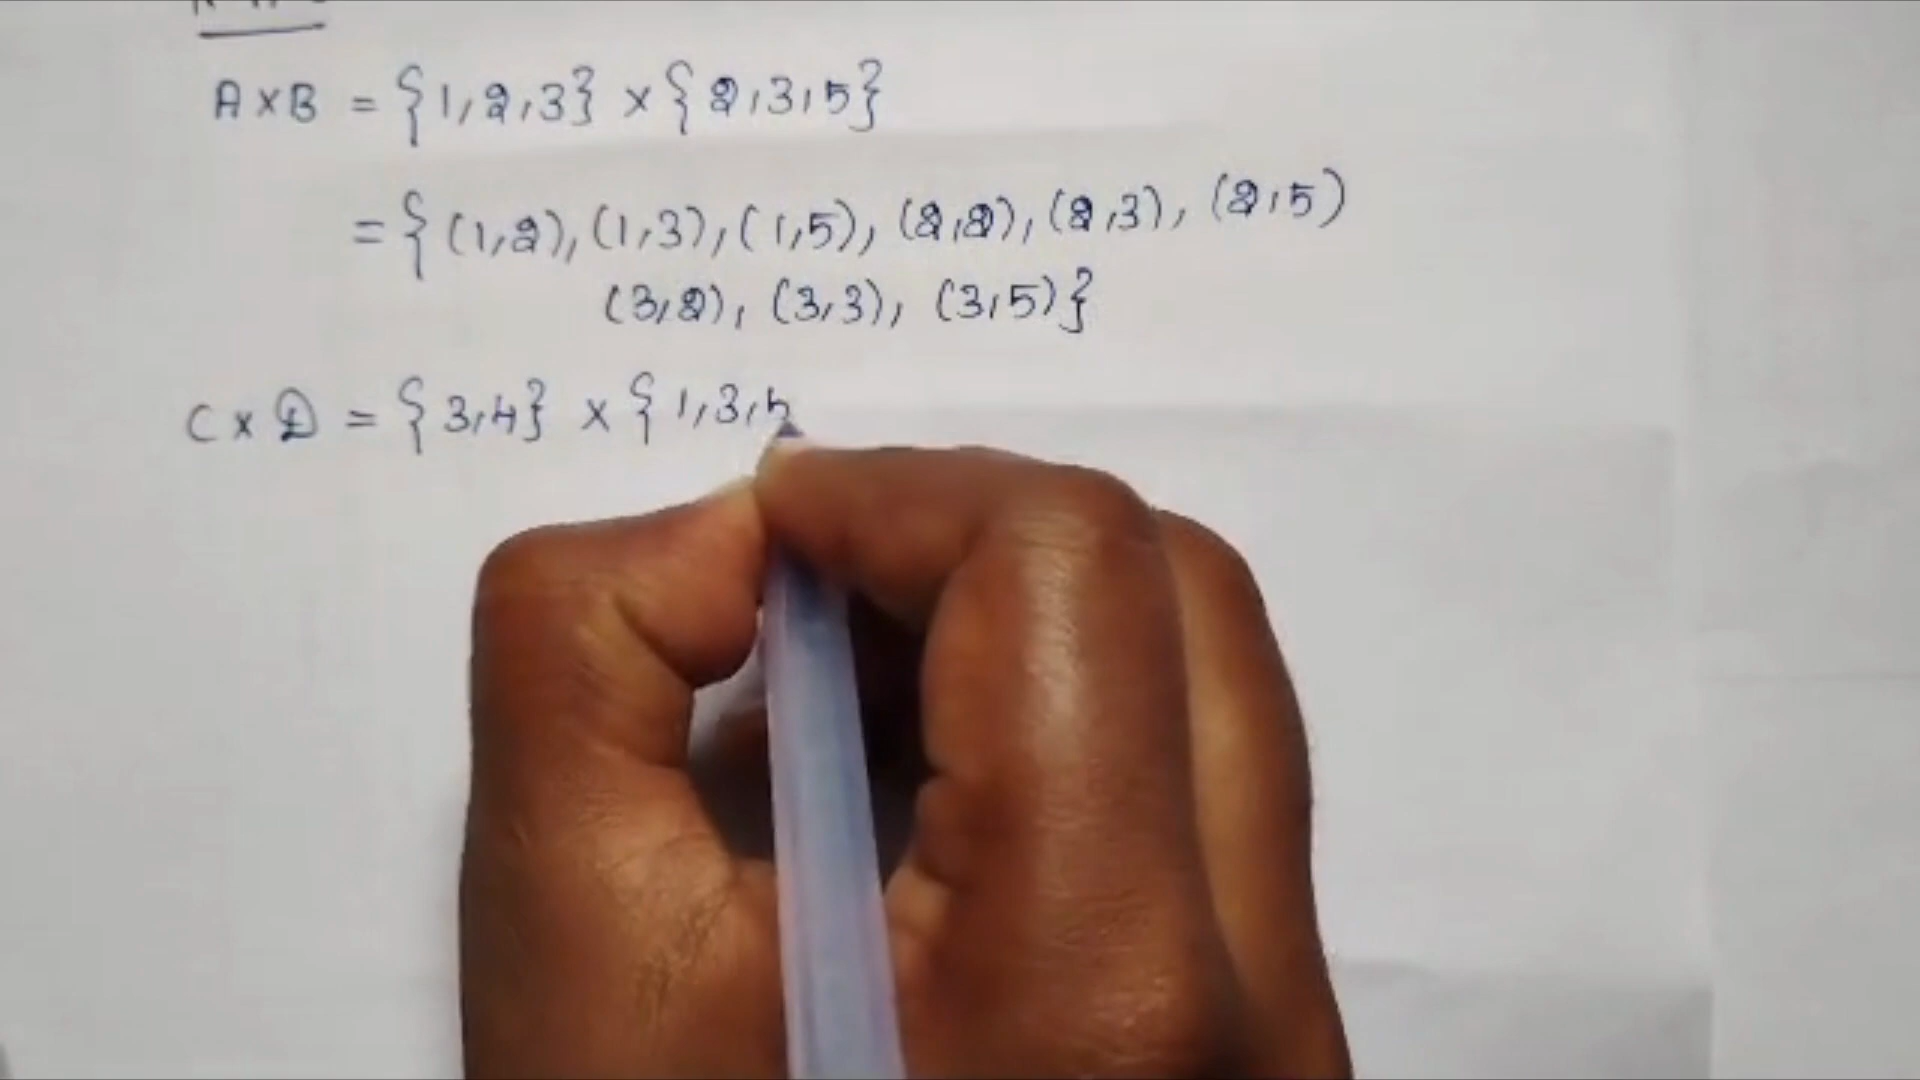 A × B = {1,2,3} × {2,3,5}
= {(1,2), (1,3), (1,5), (2,2), (2,3), (2,5)
(3,2), (3,3), (3,5)}
C × D = {3,4} × {1,3,5